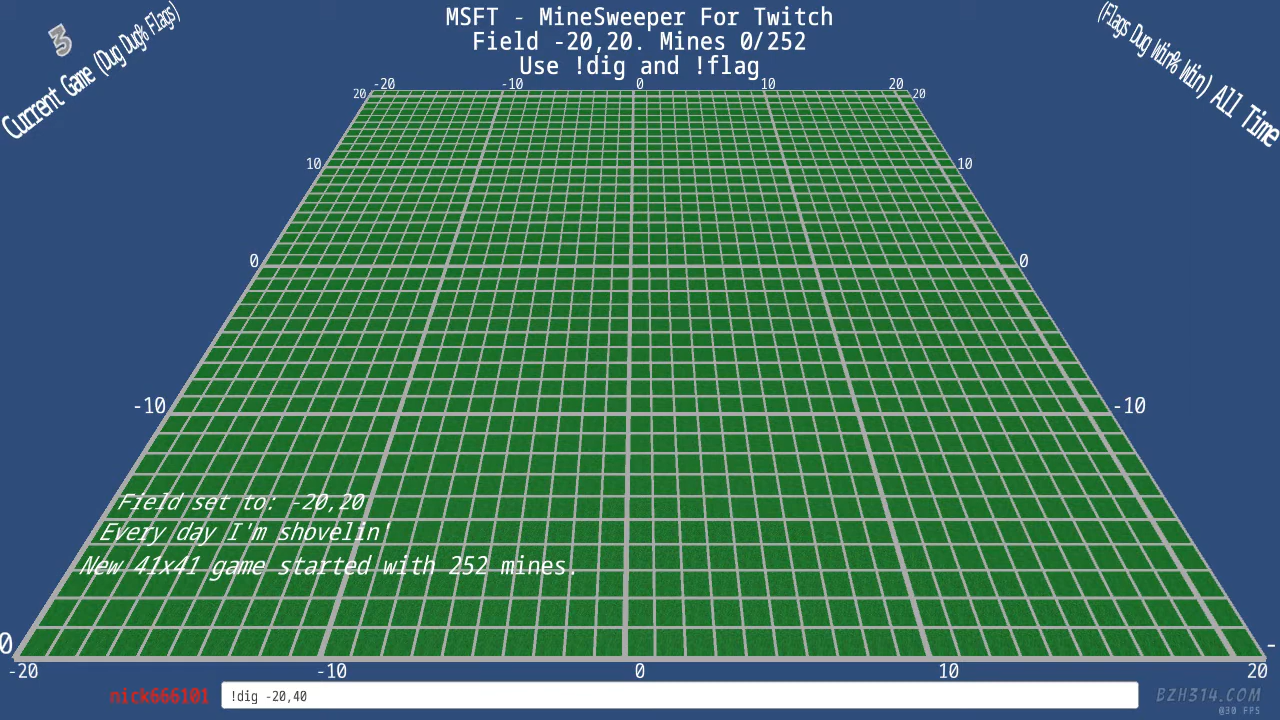 3
Current Game (Dug Dug% Flags)
MSFT - MineSweeper For Twitch
Field -20,20. Mines 0/252
Use !dig and !flag
(Flags Dug Win% Win) All Time
-20 -10 0 10 20
20 20
10 10
0 0
-10 -10
Field set to: -20,20
Every day I'm shovelin'
New 41x41 game started with 252 mines.
0 -
-20 -10 0 10 20
nick666101 !dig -20,40
BZH314.COM
@30 FPS